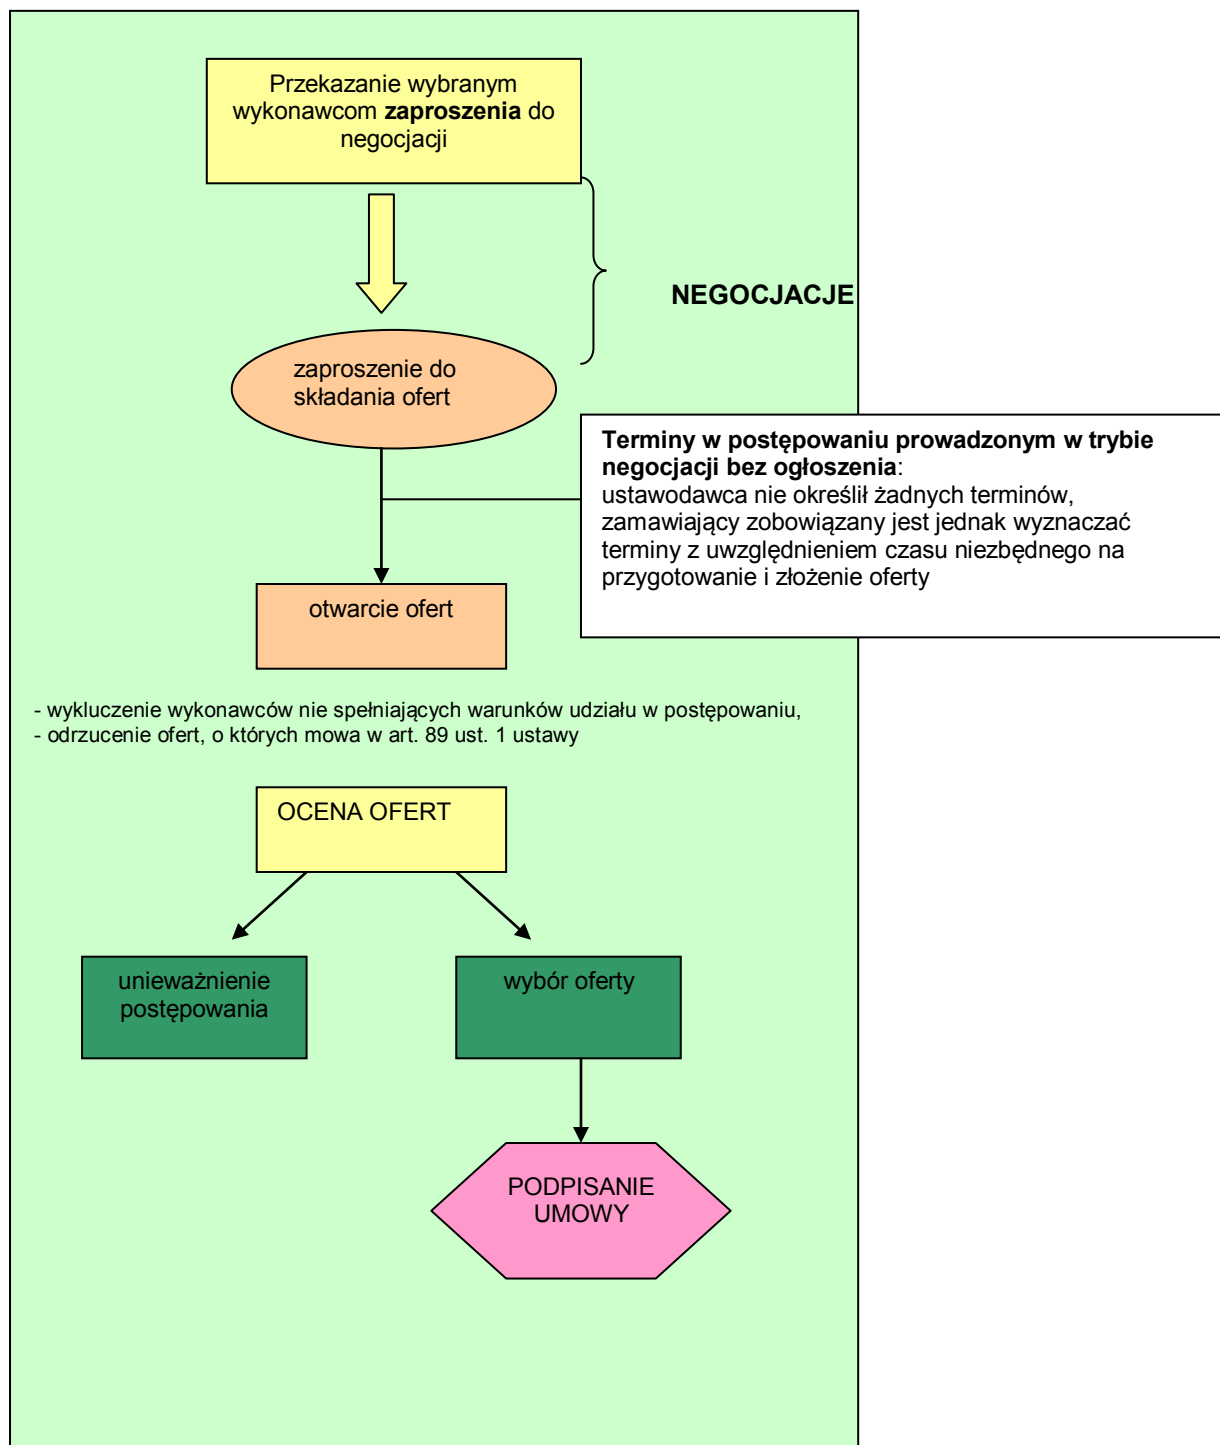 Przekazanie wybranym
wykonawcom zaproszenia do
negocjacji
NEGOCJACJE
zaproszenie do
składania ofert
Terminy w postępowaniu prowadzonym w trybie
negocjacji bez ogłoszenia:
ustawodawca nie określił żadnych terminów,
zamawiający zobowiązany jest jednak wyznaczać
terminy z uwzględnieniem czasu niezbędnego na
przygotowanie i złożenie oferty
otwarcie ofert
- wykluczenie wykonawców nie spełniających warunków udziału w postępowaniu,
- odrzucenie ofert, o których mowa w art. 89 ust. 1 ustawy
OCENA OFERT
unieważnienie
postępowania
wybór oferty
PODPISANIE
UMOWY